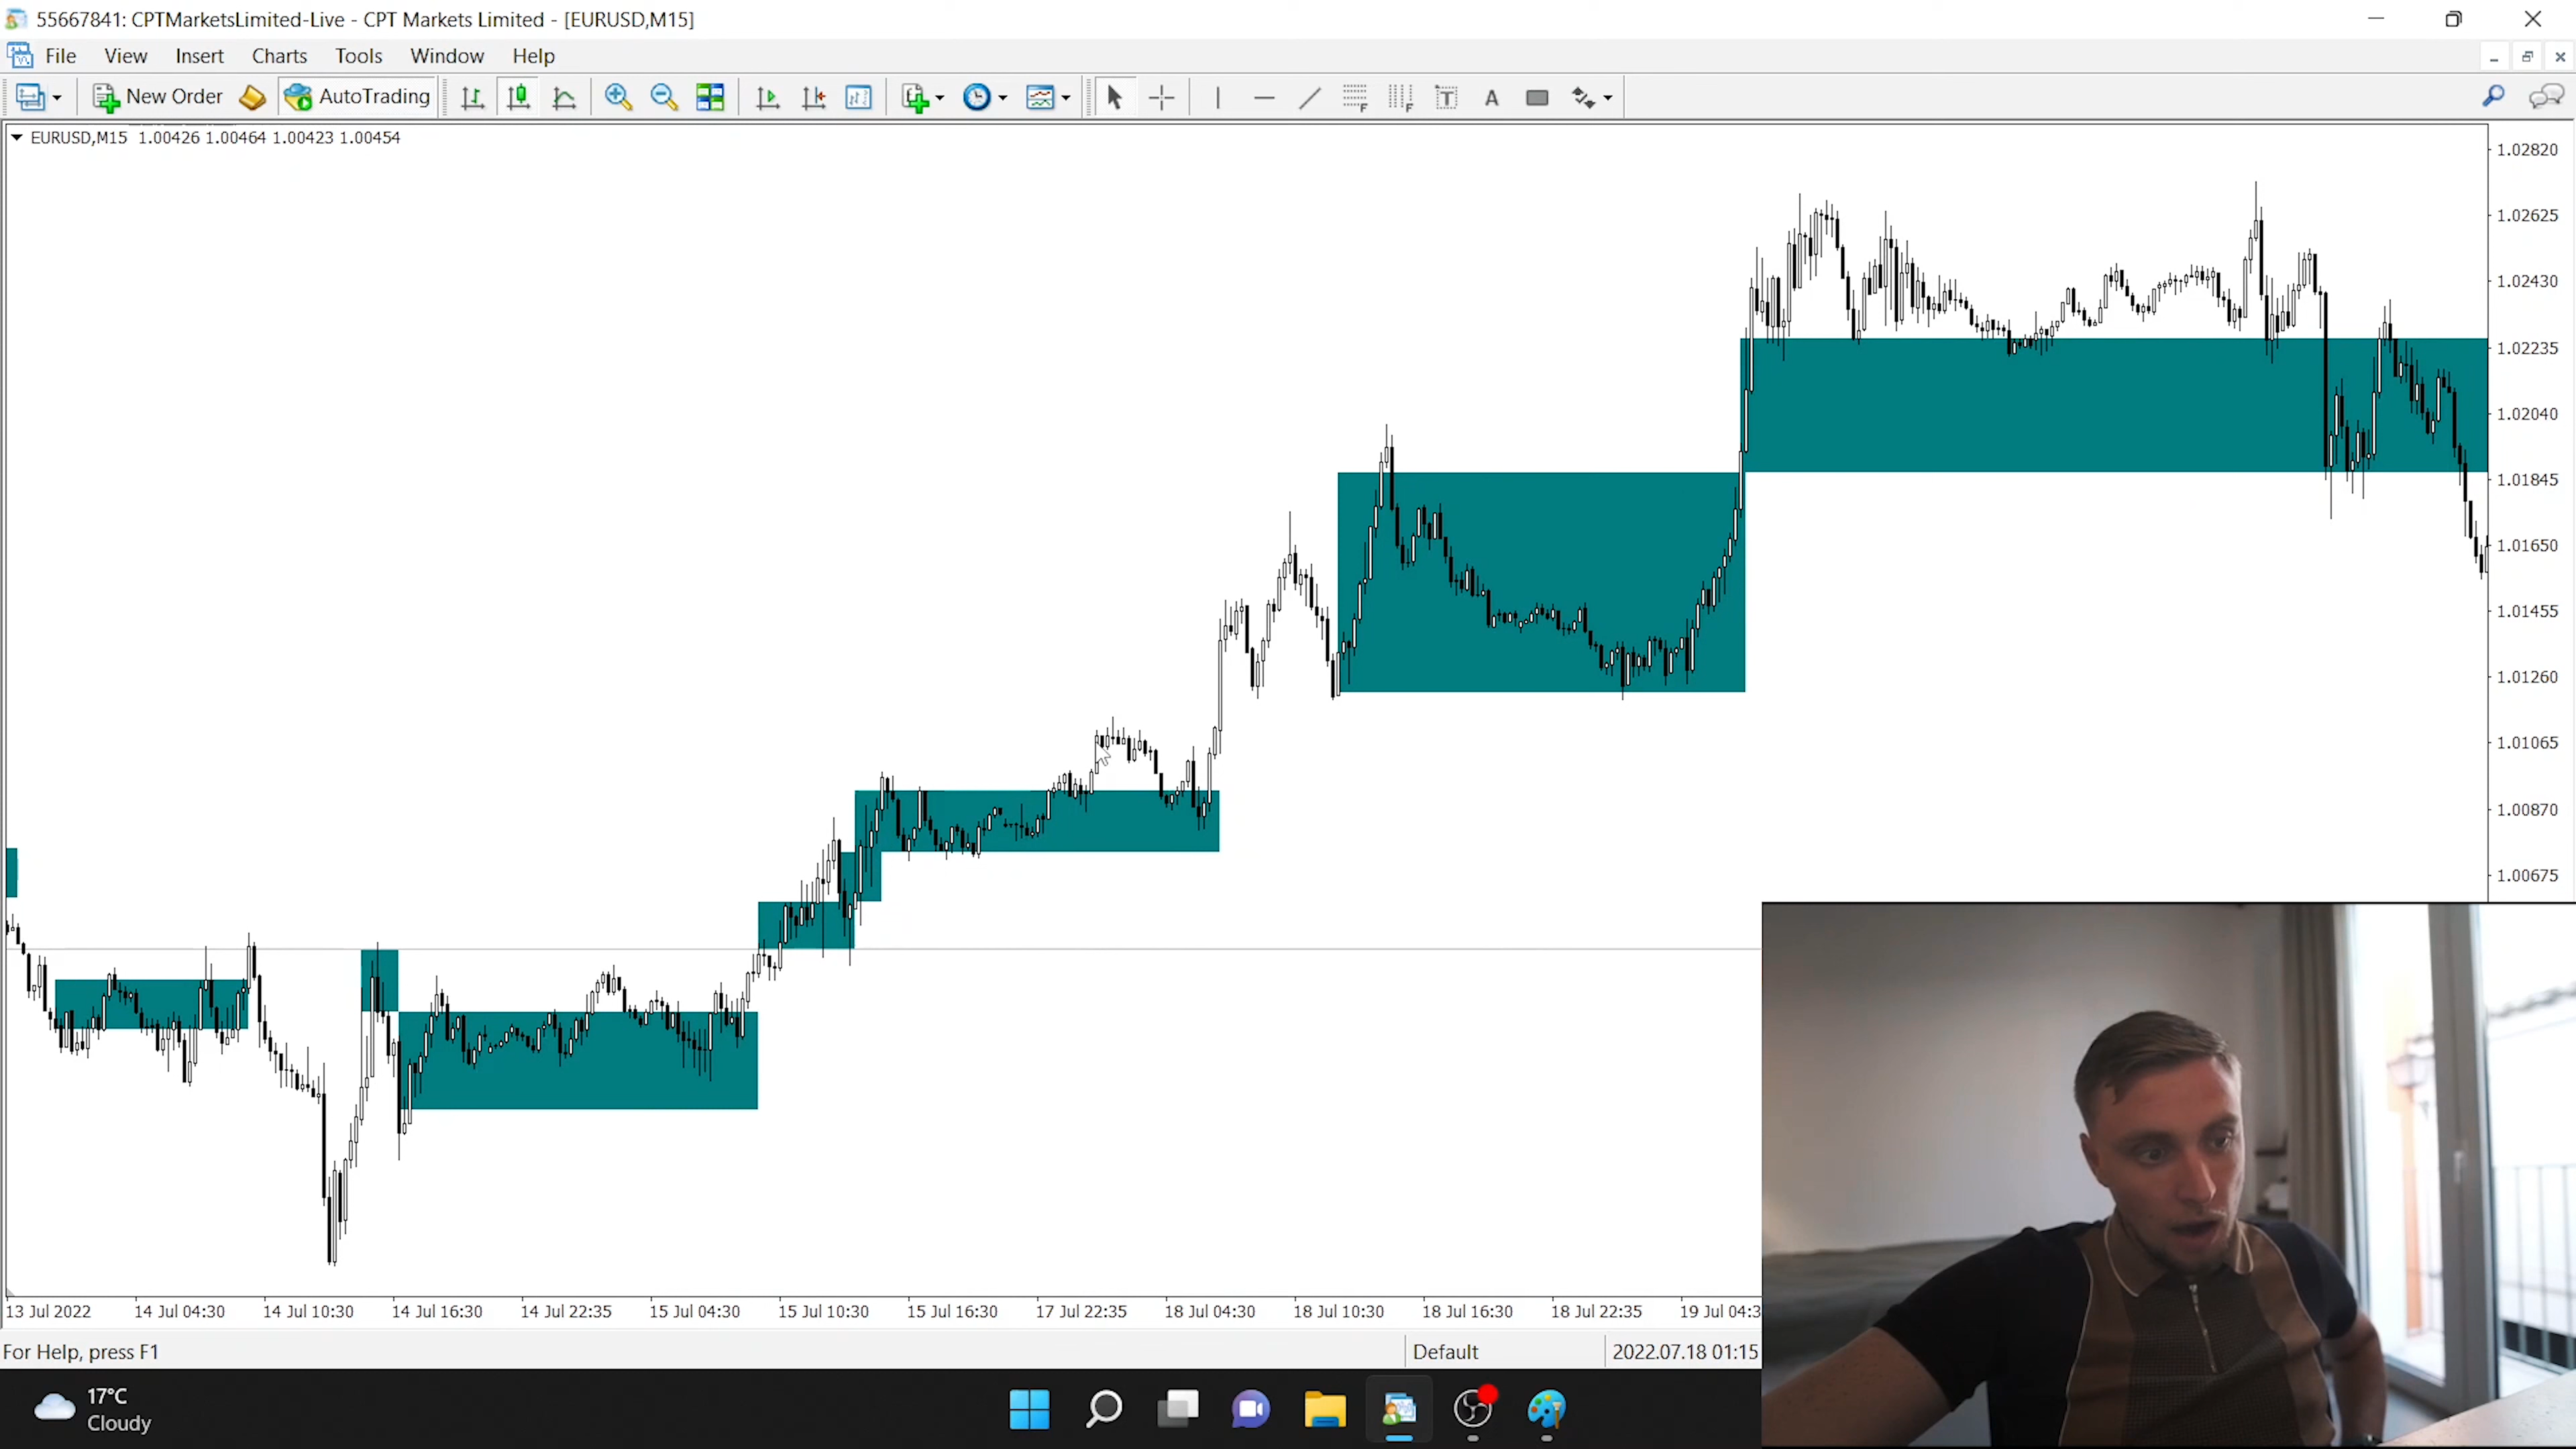 55667841: CPTMarketsLimited-Live - CPT Markets Limited - [EURUSD,M15]
File View Insert Charts Tools Window Help
New Order AutoTrading
EURUSD,M15 1.00426 1.00464 1.00423 1.00454
1.02820
1.02625
1.02430
1.02235
1.02040
1.01845
1.01650
1.01455
1.01260
1.01065
1.00870
1.00675
13 Jul 2022 14 Jul 04:30 14 Jul 10:30 14 Jul 16:30 14 Jul 22:35 15 Jul 04:30 15 Jul 10:30 15 Jul 16:30 17 Jul 22:35 18 Jul 04:30 18 Jul 10:30 18 Jul 16:30 18 Jul 22:35 19 Jul 04:3
For Help, press F1 Default 2022.07.18 01:15
17°C
Cloudy